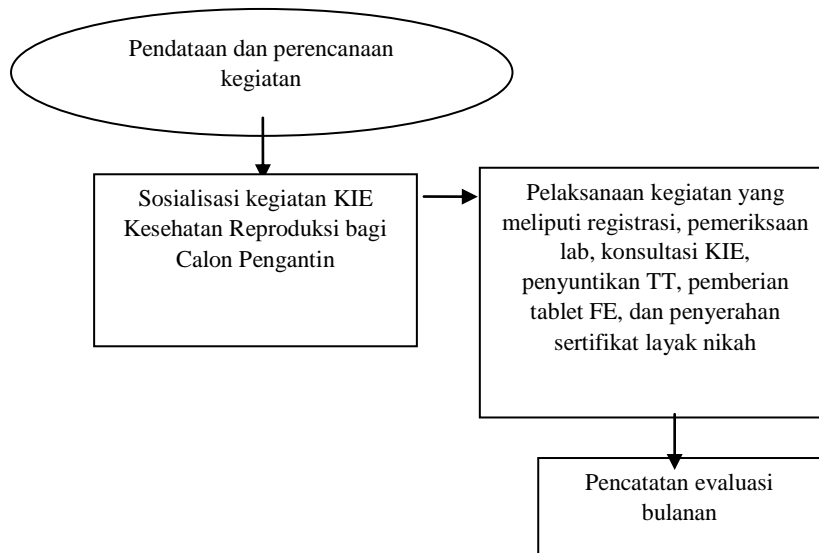 Pendataan dan perencanaan
kegiatan
Sosialisasi kegiatan KIE
Kesehatan Reproduksi bagi
Calon Pengantin
Pelaksanaan kegiatan yang
meliputi registrasi, pemeriksaan
lab, konsultasi KIE,
penyuntikan TT, pemberian
tablet FE, dan penyerahan
sertifikat layak nikah
Pencatatan evaluasi
bulanan